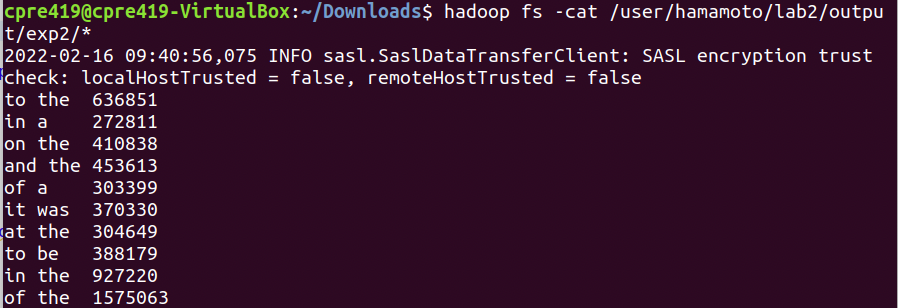 cpre419@cpre419-VirtualBox:~/Downloads$ hadoop fs -cat /user/hamamoto/lab2/outpu
t/exp2/*
2022-02-16 09:40:56,075 INFO sasl.SaslDataTransferClient: SASL encryption trust
check: localHostTrusted = false, remoteHostTrusted = false
to the  636851
in a    272811
on the  410838
and the 453613
of a    303399
it was  370330
at the  304649
to be   388179
in the  927220
of the  1575063